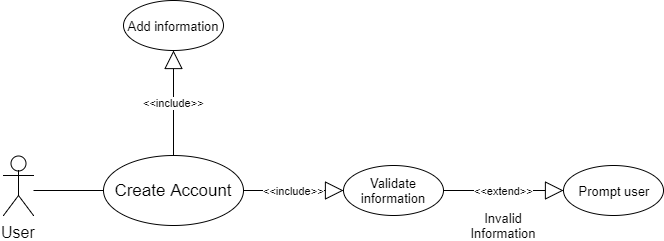 Add information
<<include>>
Create Account
<<include>>
Validate
information
<<extend>>
Prompt user
Invalid
Information
User